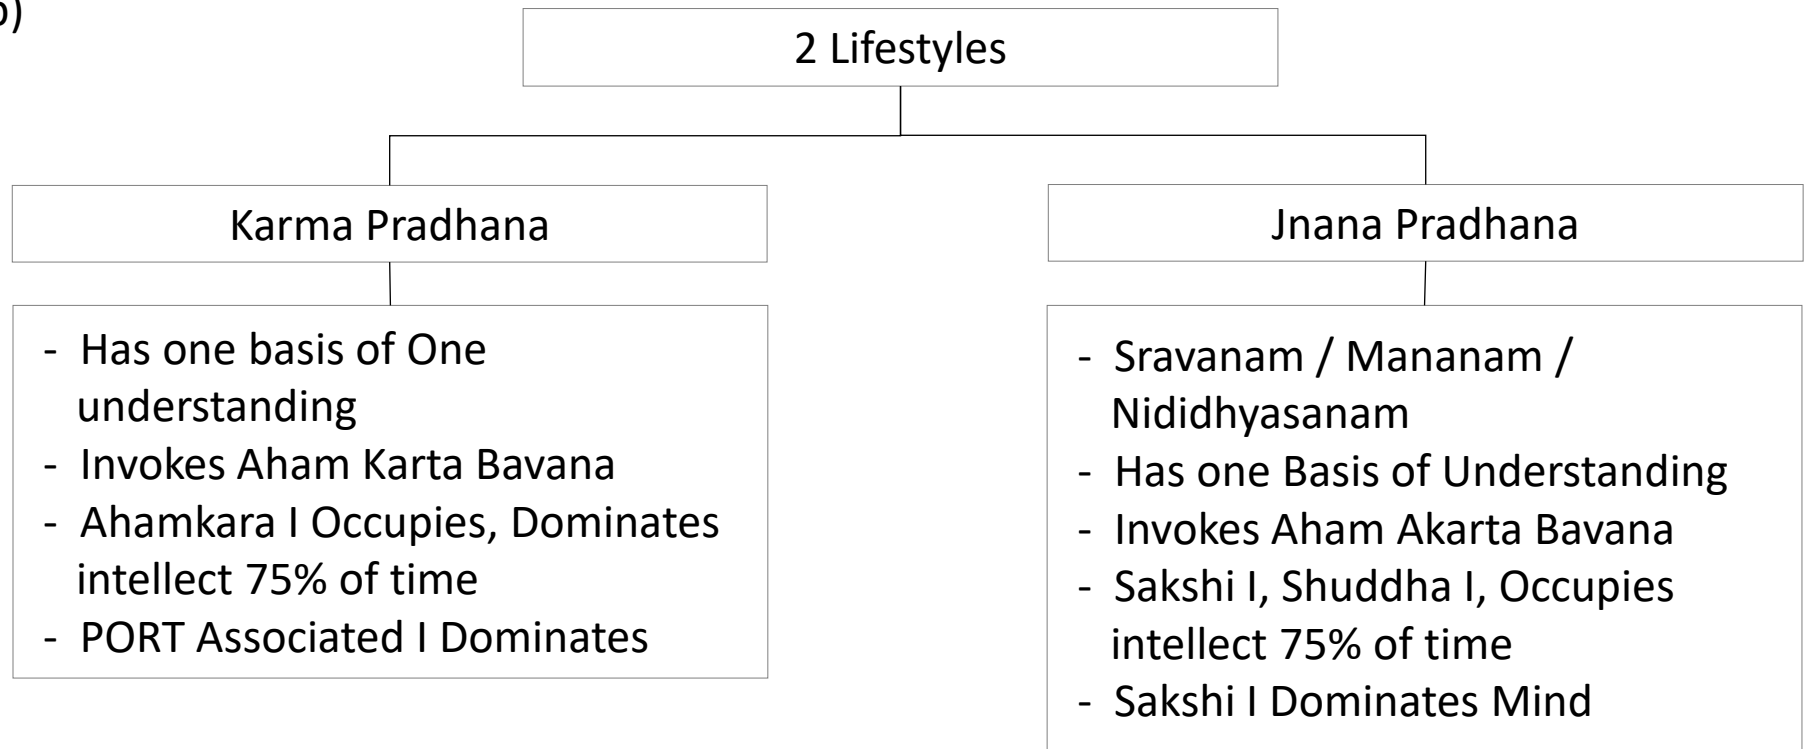 b)
2 Lifestyles
Karma Pradhana
Jnana Pradhana
- Has one basis of One
understanding
- Invokes Aham Karta Bavana
- Ahamkara I Occupies, Dominates
intellect 75% of time
- PORT Associated I Dominates
- Sravanam / Mananam /
Nididhyasanam
- Has one Basis of Understanding
- Invokes Aham Akarta Bavana
- Sakshi I, Shuddha I, Occupies
intellect 75% of time
- Sakshi I Dominates Mind